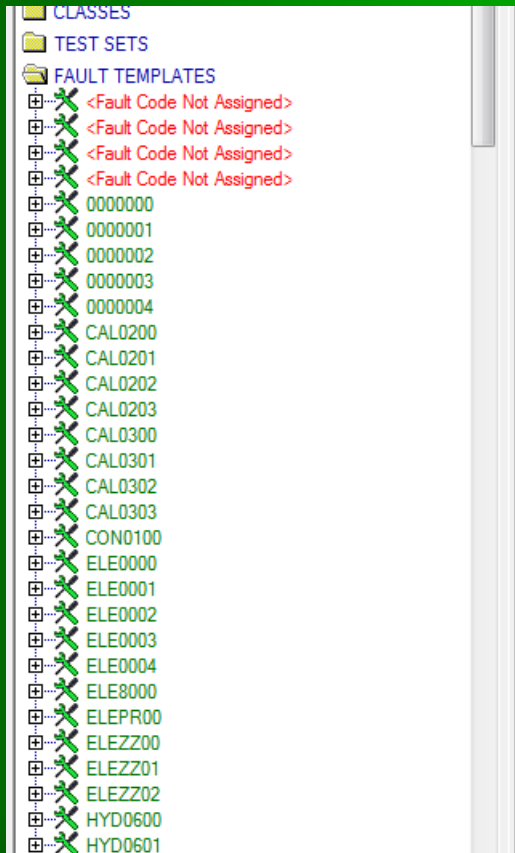 CLASSES
TEST SETS
FAULT TEMPLATES
<Fault Code Not Assigned>
<Fault Code Not Assigned>
<Fault Code Not Assigned>
<Fault Code Not Assigned>
0000000
0000001
0000002
0000003
0000004
CAL0200
CAL0201
CAL0202
CAL0203
CAL0300
CAL0301
CAL0302
CAL0303
CON0100
ELE0000
ELE0001
ELE0002
ELE0003
ELE0004
ELE8000
ELEPR00
ELEZZ00
ELEZZ01
ELEZZ02
HYD0600
HYD0601